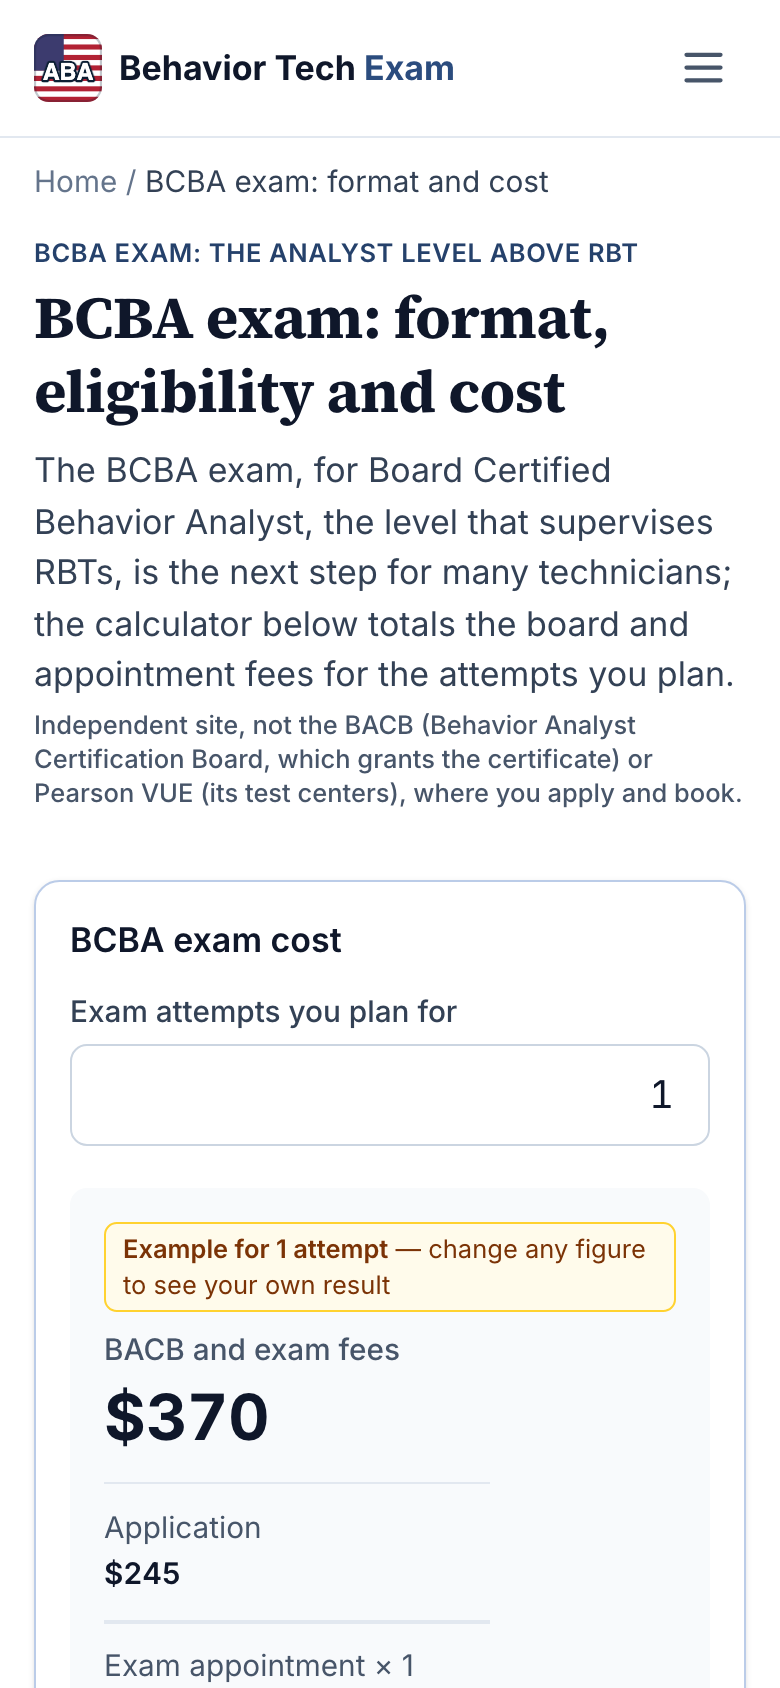 ABA
Behavior Tech Exam
Home / BCBA exam: format and cost
BCBA EXAM: THE ANALYST LEVEL ABOVE RBT
BCBA exam: format,
eligibility and cost
The BCBA exam, for Board Certified
Behavior Analyst, the level that supervises
RBTs, is the next step for many technicians;
the calculator below totals the board and
appointment fees for the attempts you plan.
Independent site, not the BACB (Behavior Analyst
Certification Board, which grants the certificate) or
Pearson VUE (its test centers), where you apply and book.
BCBA exam cost
Exam attempts you plan for
1
Example for 1 attempt — change any figure
to see your own result
BACB and exam fees
$370
Application
$245
Exam appointment × 1